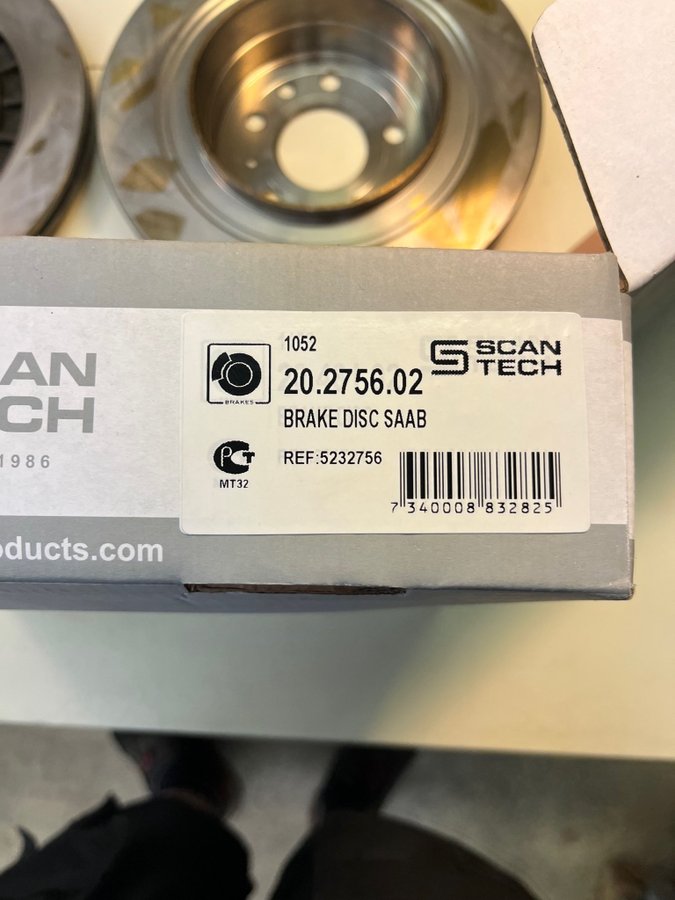 1052
20.2756.02
BRAKE DISC SAAB
REF:5232756
SCAN
TECH
BRAKES
PCT
MT32
7 340008 832825
AN
CH
1986
oducts.com